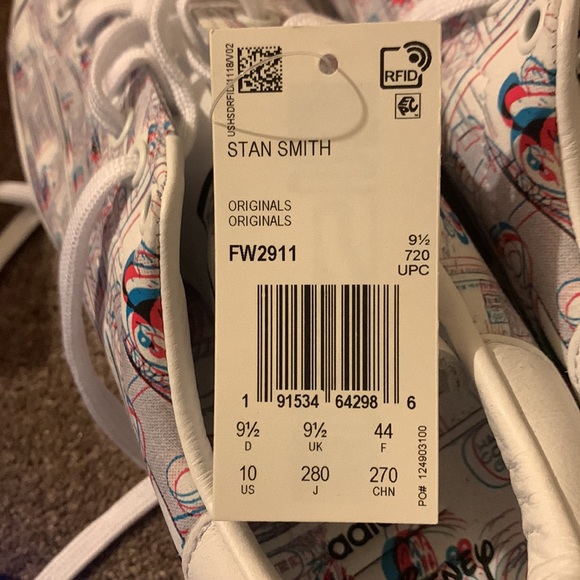 USHSDRFID/1118/V02
RFID
STAN SMITH
ORIGINALS
ORIGINALS
FW2911
9½
720
UPC
1 91534 64298 6
9½ 9½ 44
D UK F
10 280 270
US J CHN
PO# 124903100
adidas